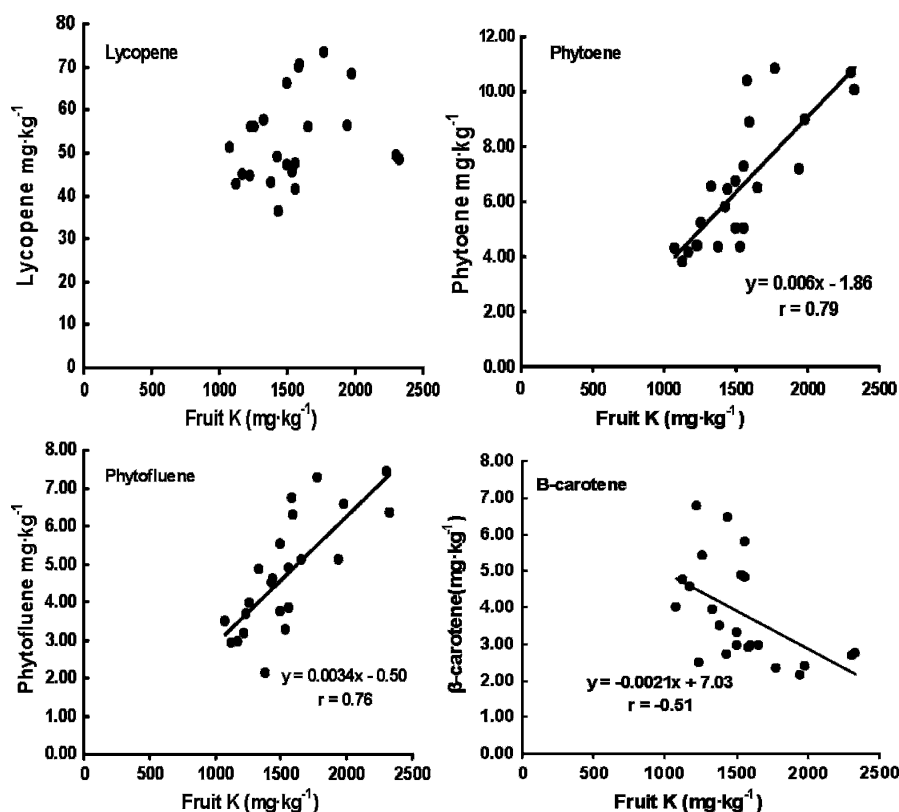 Lycopene
Lycopene mg·kg⁻¹
80
70
60
50
40
30
20
10
0
0 500 1000 1500 2000 2500
Fruit K (mg·kg⁻¹)
Phytoene
Phytoene mg·kg⁻¹
12.00
10.00
8.00
6.00
4.00
2.00
0.00
y = 0.006x - 1.86
r = 0.79
0 500 1000 1500 2000 2500
Fruit K (mg·kg⁻¹)
Phytofluene
Phytofluene mg·kg⁻¹
8.00
7.00
6.00
5.00
4.00
3.00
2.00
1.00
0.00
y = 0.0034x - 0.50
r = 0.76
0 500 1000 1500 2000 2500
Fruit K (mg·kg⁻¹)
B-carotene
β-carotene(mg·kg⁻¹)
8.00
7.00
6.00
5.00
4.00
3.00
2.00
1.00
0.00
y = -0.0021x + 7.03
r = -0.51
0 500 1000 1500 2000 2500
Fruit K (mg·kg⁻¹)